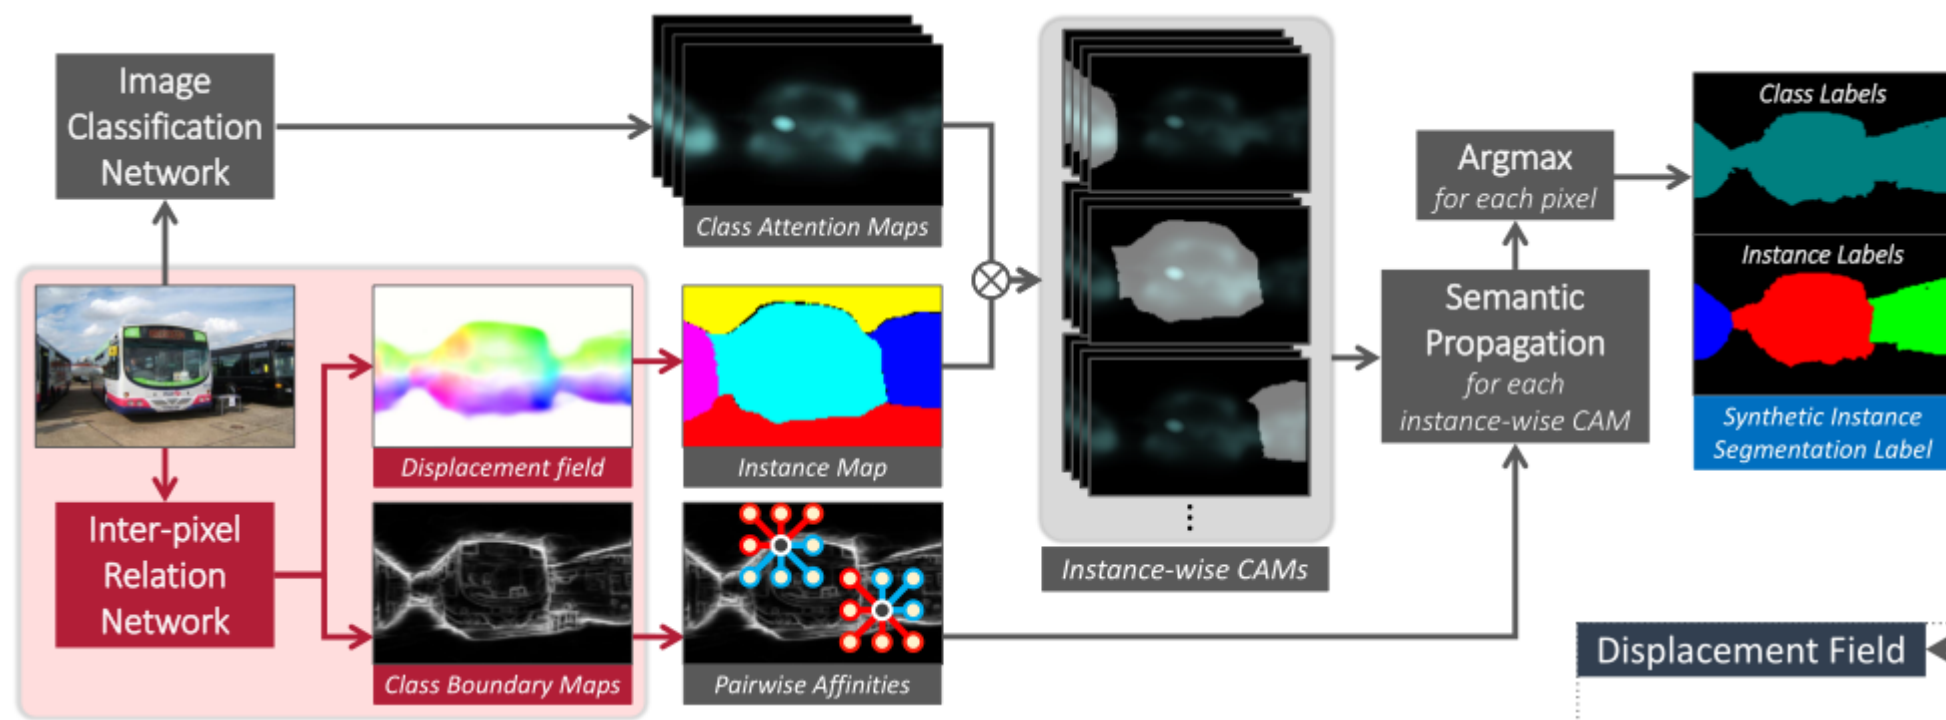 Image
Classification
Network
Class Attention Maps
Inter-pixel
Relation
Network
Displacement field
Class Boundary Maps
Instance Map
Pairwise Affinities
Instance-wise CAMs
Semantic
Propagation
for each
instance-wise CAM
Argmax
for each pixel
Class Labels
Instance Labels
Synthetic Instance
Segmentation Label
Displacement Field